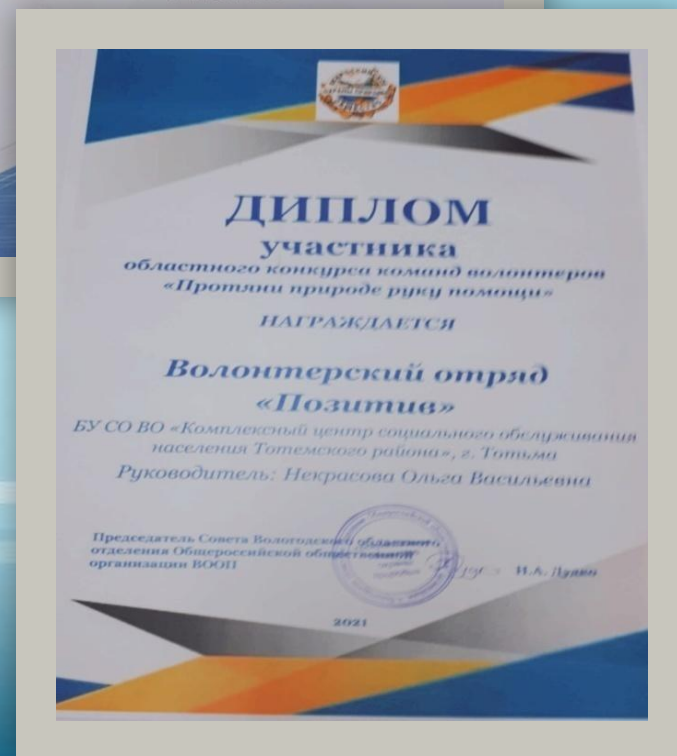 ДИПЛОМ
участника
областного конкурса команд волонтеров
«Протяни природе руку помощи»
НАГРАЖДАЕТСЯ
Волонтерский отряд
«Позитив»
БУ СО ВО «Комплексный центр социального обслуживания
населения Тотемского района», г. Тотьма
Руководитель: Некрасова Ольга Васильевна
Председатель Совета Вологодского областного
отделения Общероссийской общественной
организации ВООП
И.А.
2021